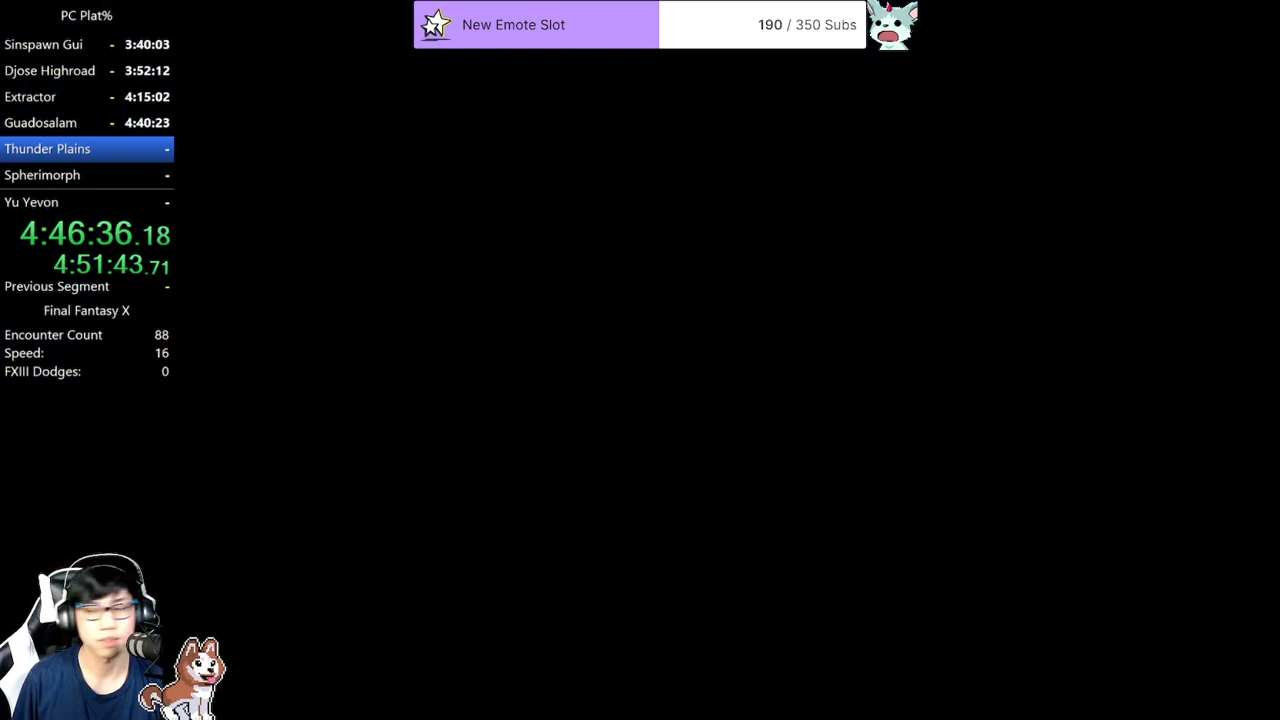 PC Plat%
Sinspawn Gui - 3:40:03
Djose Highroad - 3:52:12
Extractor - 4:15:02
Guadosalam - 4:40:23
Thunder Plains -
Spherimorph -
Yu Yevon -
4:46:36.18
4:51:43.71
Previous Segment -
Final Fantasy X
Encounter Count 88
Speed: 16
FXIII Dodges: 0
New Emote Slot 190 / 350 Subs